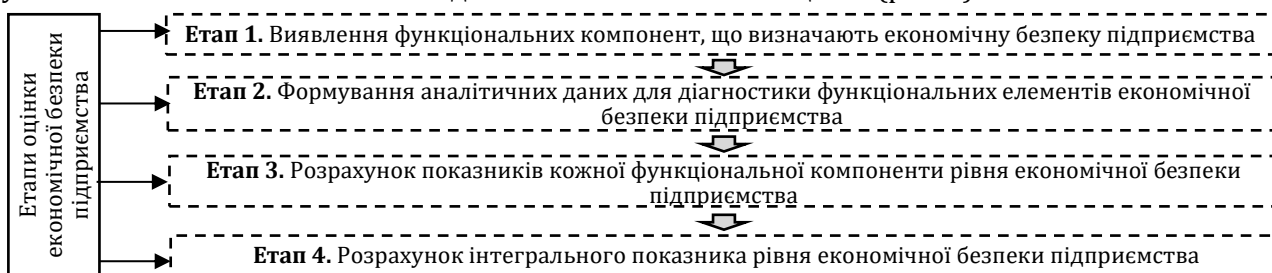 Етапи оцінки
економічної безпеки
підприємства
Етап 1. Виявлення функціональних компонент, що визначають економічну безпеку підприємства
Етап 2. Формування аналітичних даних для діагностики функціональних елементів економічної
безпеки підприємства
Етап 3. Розрахунок показників кожної функціональної компоненти рівня економічної безпеки
підприємства
Етап 4. Розрахунок інтегрального показника рівня економічної безпеки підприємства